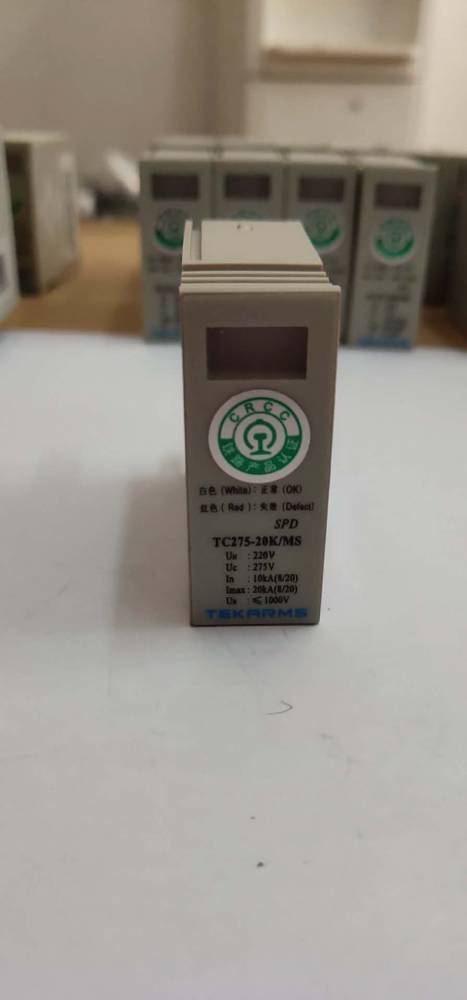 CRCC
铁路产品认证
白色 (White): 正常 (OK)
红色 (Red): 失效 (Defect)
SPD
TC275-20K/MS
Un : 220V
Uc : 275V
In : 10kA(8/20)
Imax : 20kA(8/20)
Us : ≤1000V
TEKARMS